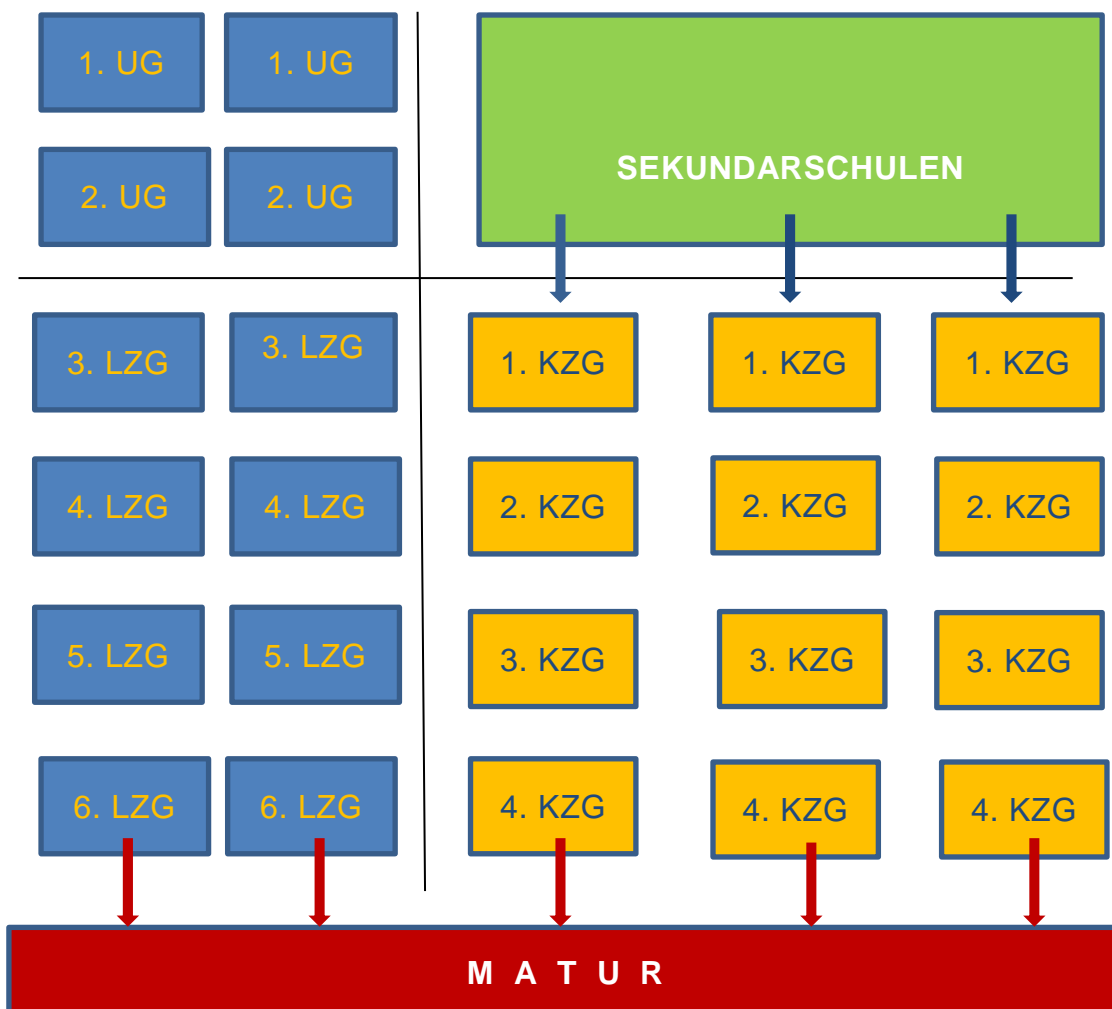 1. UG
1. UG
2. UG
2. UG
SEKUNDARSCHULEN
3. LZG
3. LZG
1. KZG
1. KZG
1. KZG
4. LZG
4. LZG
2. KZG
2. KZG
2. KZG
5. LZG
5. LZG
3. KZG
3. KZG
3. KZG
6. LZG
6. LZG
4. KZG
4. KZG
4. KZG
M A T U R